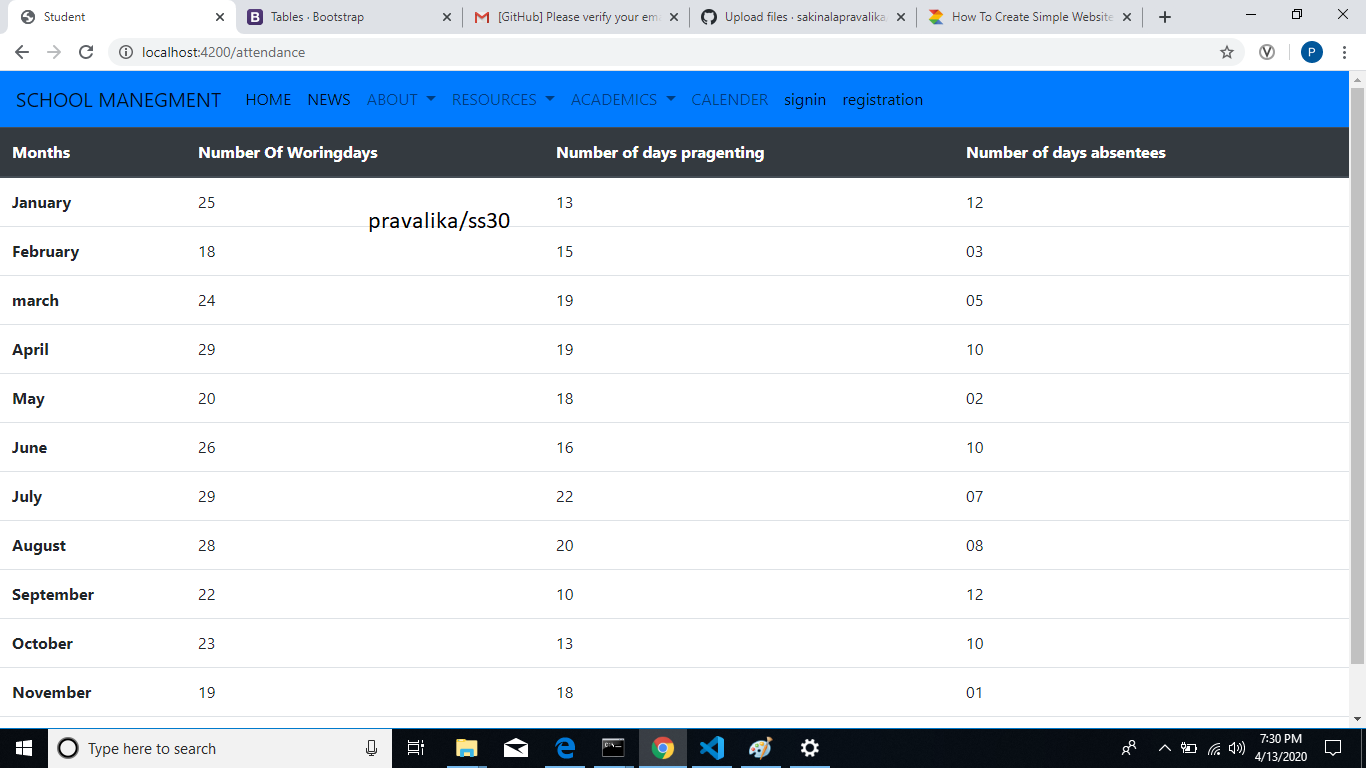 Student
Tables · Bootstrap
[GitHub] Please verify your ema
Upload files · sakinalapravalika
How To Create Simple Website
localhost:4200/attendance
P
SCHOOL MANEGMENT HOME NEWS ABOUT RESOURCES ACADEMICS CALENDER signin registration
Months Number Of Woringdays Number of days pragenting Number of days absentees
January 25 13 12
pravalika/ss30
February 18 15 03
march 24 19 05
April 29 19 10
May 20 18 02
June 26 16 10
July 29 22 07
August 28 20 08
September 22 10 12
October 23 13 10
November 19 18 01
Type here to search
7:30 PM
4/13/2020